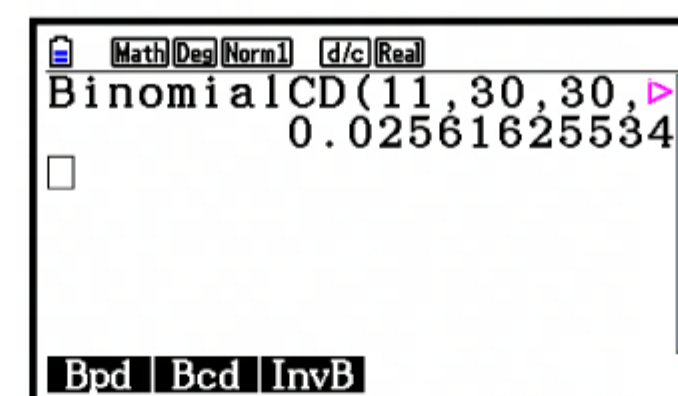 Math Deg Norm1 d/c Real
BinomialCD(11,30,30,
0.02561625534
Bpd Bcd InvB